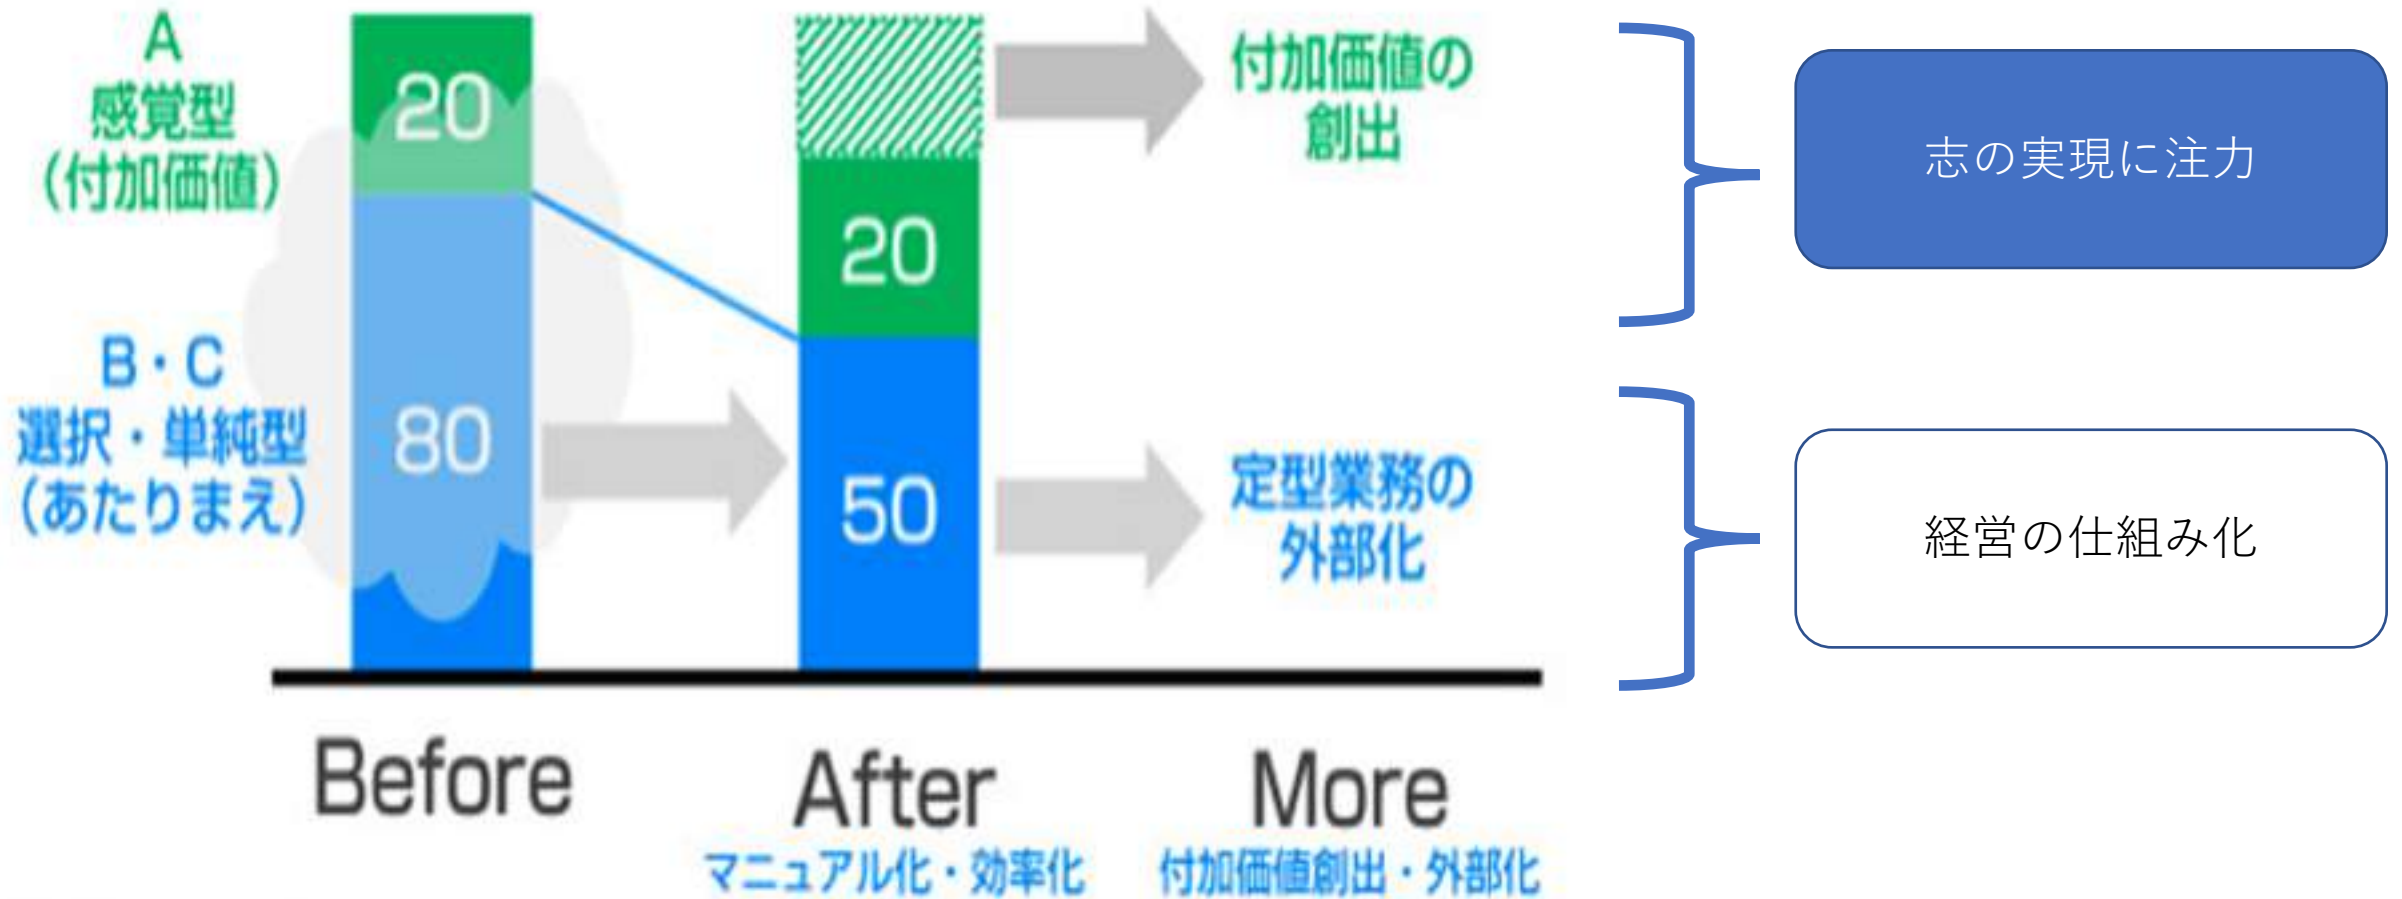 A
感覚型
（付加価値）
B・C
選択・単純型
（あたりまえ）
20
80
20
50
付加価値の
創出
定型業務の
外部化
志の実現に注力
経営の仕組み化
Before
After
マニュアル化・効率化
More
付加価値創出・外部化